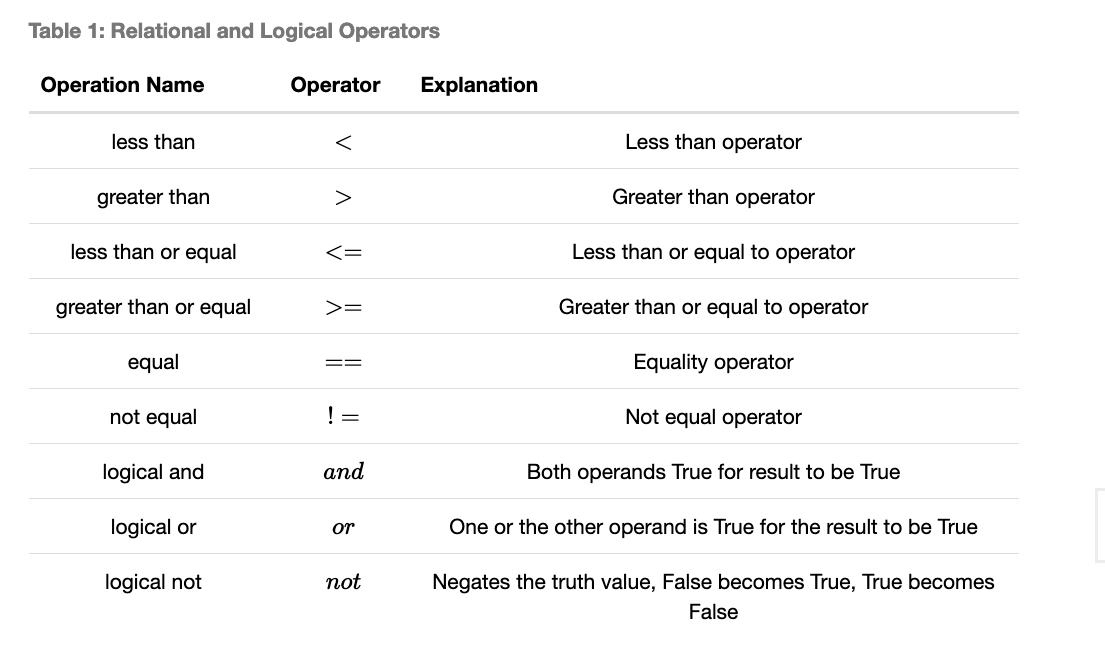 Table 1: Relational and Logical Operators
Operation Name Operator Explanation
less than < Less than operator
greater than > Greater than operator
less than or equal <= Less than or equal to operator
greater than or equal >= Greater than or equal to operator
equal == Equality operator
not equal != Not equal operator
logical and and Both operands True for result to be True
logical or or One or the other operand is True for the result to be True
logical not not Negates the truth value, False becomes True, True becomes
False